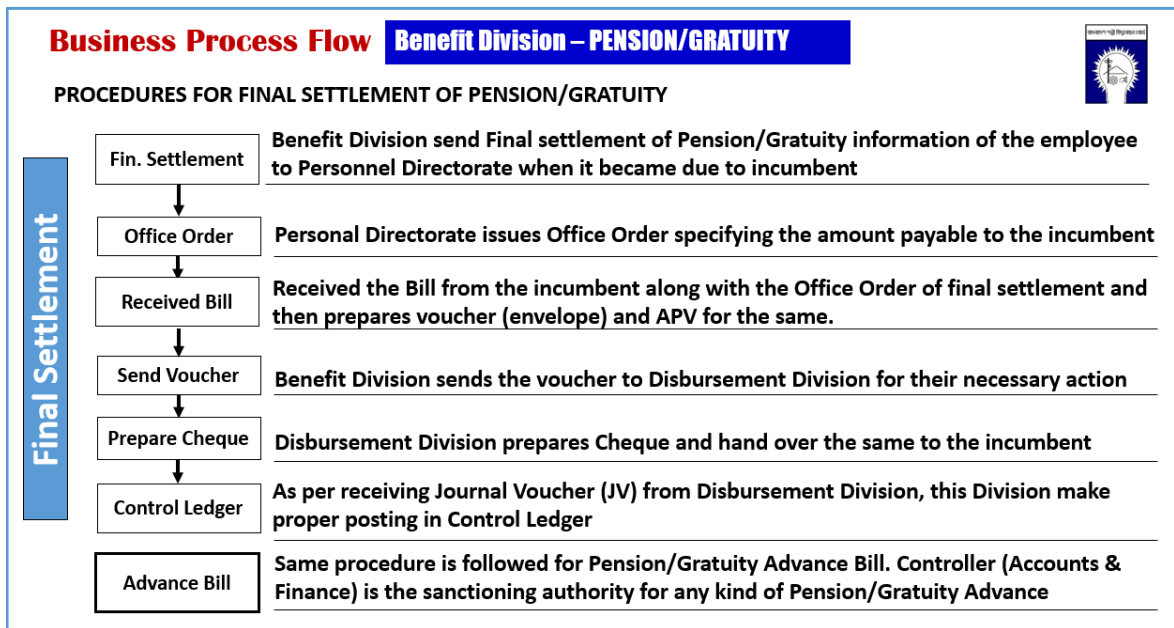 Business Process Flow
Benefit Division – PENSION/GRATUITY
PROCEDURES FOR FINAL SETTLEMENT OF PENSION/GRATUITY
Final Settlement
Fin. Settlement
Benefit Division send Final settlement of Pension/Gratuity information of the employee
to Personnel Directorate when it became due to incumbent
Office Order
Personal Directorate issues Office Order specifying the amount payable to the incumbent
Received Bill
Received the Bill from the incumbent along with the Office Order of final settlement and
then prepares voucher (envelope) and APV for the same.
Send Voucher
Benefit Division sends the voucher to Disbursement Division for their necessary action
Prepare Cheque
Disbursement Division prepares Cheque and hand over the same to the incumbent
Control Ledger
As per receiving Journal Voucher (JV) from Disbursement Division, this Division make
proper posting in Control Ledger
Advance Bill
Same procedure is followed for Pension/Gratuity Advance Bill. Controller (Accounts &
Finance) is the sanctioning authority for any kind of Pension/Gratuity Advance